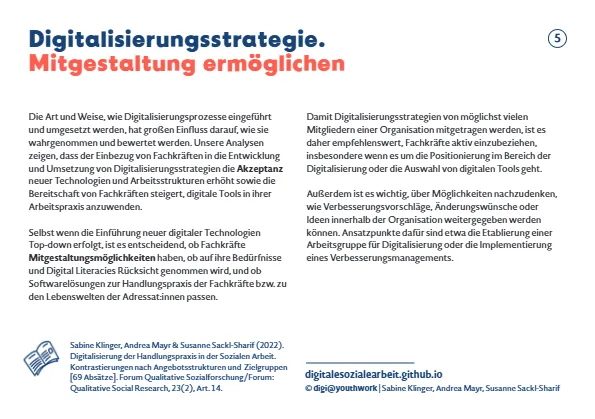 Digitalisierungsstrategie.
Mitgestaltung ermöglichen
5
Die Art und Weise, wie Digitalisierungsprozesse eingeführt
und umgesetzt werden, hat großen Einfluss darauf, wie sie
wahrgenommen und bewertet werden. Unsere Analysen
zeigen, dass der Einbezug von Fachkräften in die Entwicklung
und Umsetzung von Digitalisierungsstrategien die Akzeptanz
neuer Technologien und Arbeitsstrukturen erhöht sowie die
Bereitschaft von Fachkräften steigert, digitale Tools in ihrer
Arbeitspraxis anzuwenden.
Selbst wenn die Einführung neuer digitaler Technologien
Top-down erfolgt, ist es entscheidend, ob Fachkräfte
Mitgestaltungsmöglichkeiten haben, ob auf ihre Bedürfnisse
und Digital Literacies Rücksicht genommen wird, und ob
Softwarelösungen zur Handlungspraxis der Fachkräfte bzw. zu
den Lebenswelten der Adressat:innen passen.
Damit Digitalisierungsstrategien von möglichst vielen
Mitgliedern einer Organisation mitgetragen werden, ist es
daher empfehlenswert, Fachkräfte aktiv einzubeziehen,
insbesondere wenn es um die Positionierung im Bereich der
Digitalisierung oder die Auswahl von digitalen Tools geht.
Außerdem ist es wichtig, über Möglichkeiten nachzudenken,
wie Verbesserungsvorschläge, Änderungswünsche oder
Ideen innerhalb der Organisation weitergegeben werden
können. Ansatzpunkte dafür sind etwa die Etablierung einer
Arbeitsgruppe für Digitalisierung oder die Implementierung
eines Verbesserungsmanagements.
Sabine Klinger, Andrea Mayr & Susanne Sackl-Sharif (2022).
Digitalisierung der Handlungspraxis in der Sozialen Arbeit.
Kontrastierungen nach Angebotsstrukturen und Zielgruppen
[69 Absätze]. Forum Qualitative Sozialforschung/Forum:
Qualitative Social Research, 23(2), Art. 14.
digitalesozialearbeit.github.io
© digi@youthwork | Sabine Klinger, Andrea Mayr, Susanne Sackl-Sharif